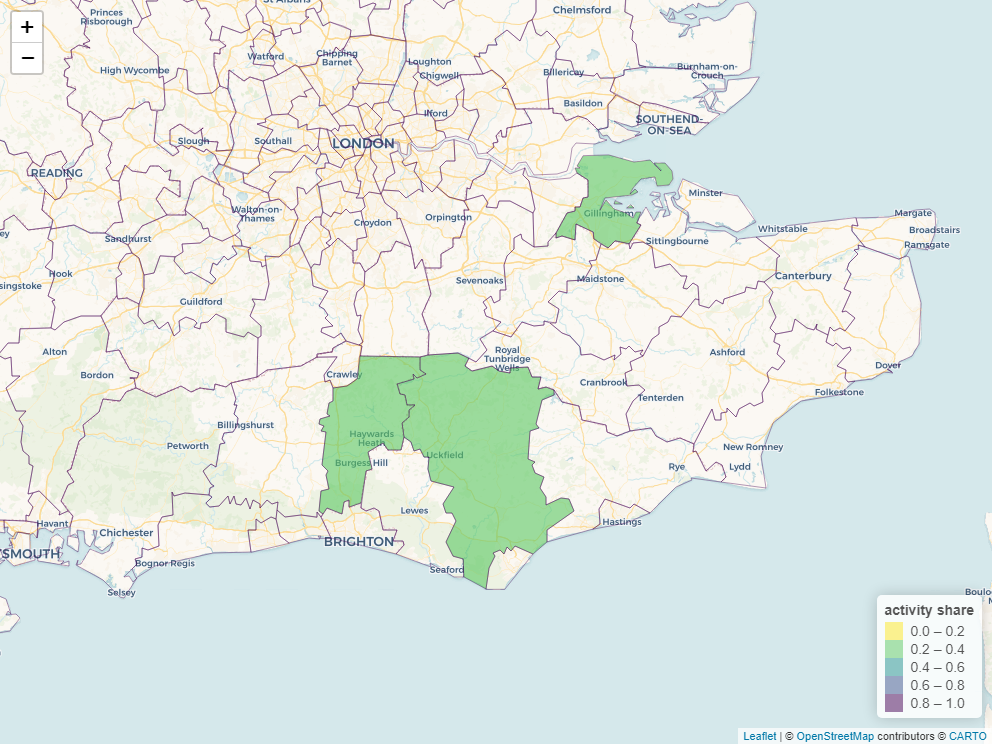 St Albans
Chelmsford
Princes
Risborough
+
−
Watford
Chipping
Barnet
Loughton
Chigwell
High Wycombe
Billericay
Burnham-on-
Crouch
Basildon
Ilford
SOUTHEND-
ON-SEA
Slough
Southall
LONDON
READING
Minster
Walton-on-
Thames
Croydon
Orpington
Gillingham
Margate
Whitstable
Broadstairs
ey
Sandhurst
Sittingbourne
Ramsgate
Hook
singstoke
Sevenoaks
Maidstone
Canterbury
Guildford
Alton
Royal
Tunbridge
Wells
Ashford
Dover
Bordon
Crawley
Cranbrook
Folkestone
Tenterden
Billingshurst
Petworth
Haywards
Heath
Uckfield
Burgess Hill
New Romney
Rye
Lydd
Lewes
Hastings
Havant
Chichester
BRIGHTON
SMOUTH
Bognor Regis
Seaford
Selsey
Boulo
activity share
0.0 – 0.2
0.2 – 0.4
0.4 – 0.6
0.6 – 0.8
0.8 – 1.0
Leaflet | © OpenStreetMap contributors © CARTO